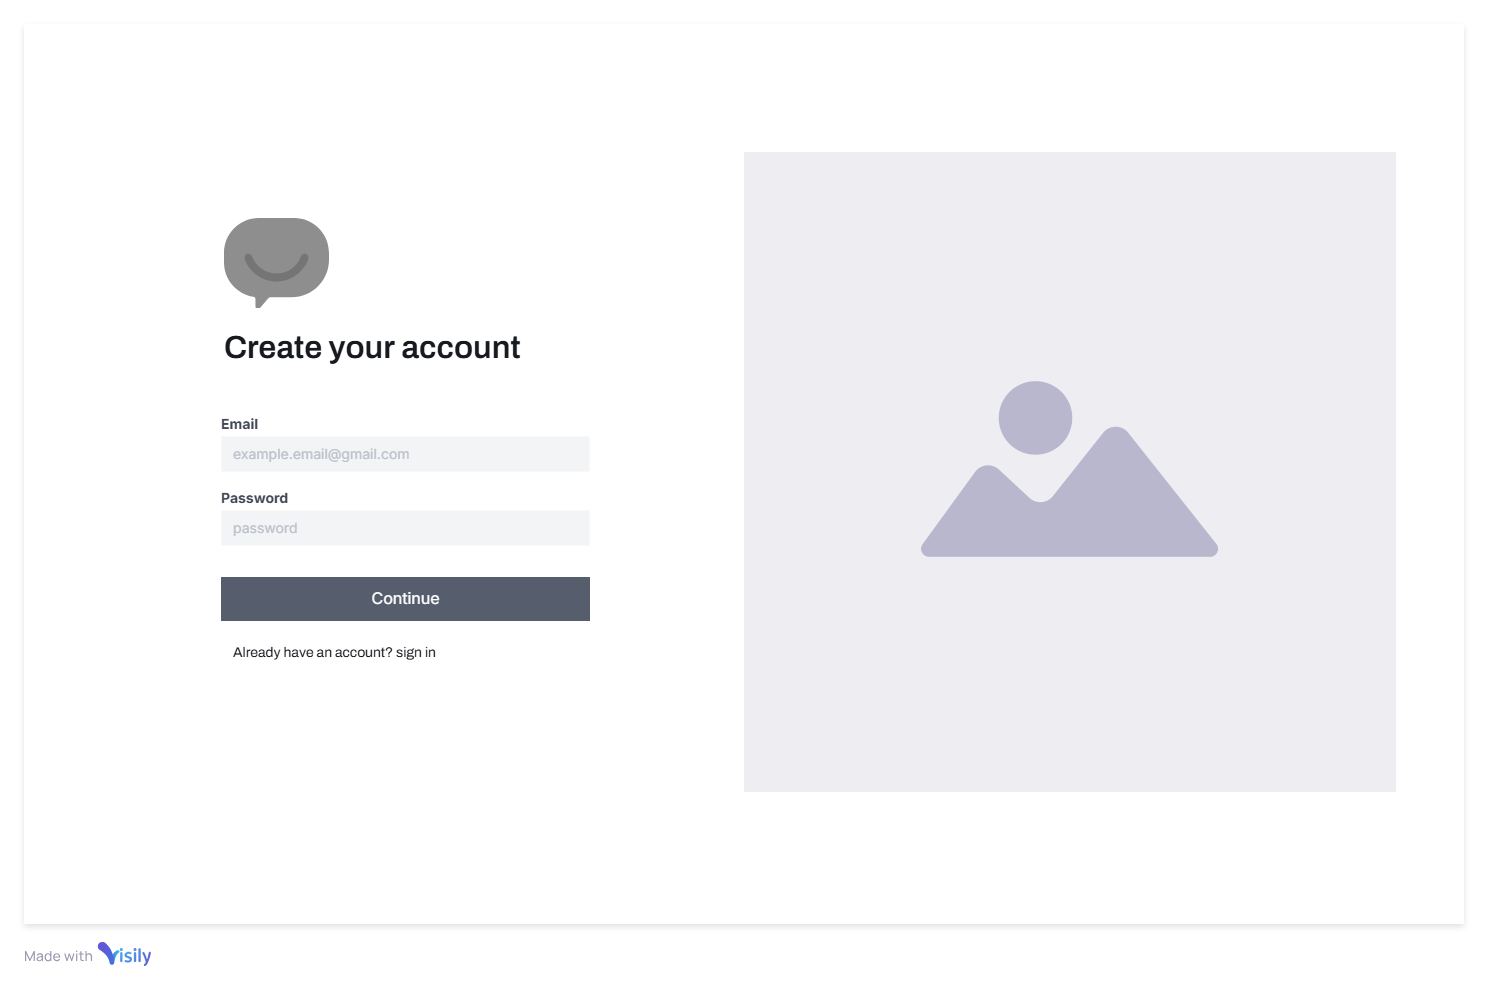 Create your account
Email
example.email@gmail.com
Password
password
Continue
Already have an account? sign in
Made with Visily